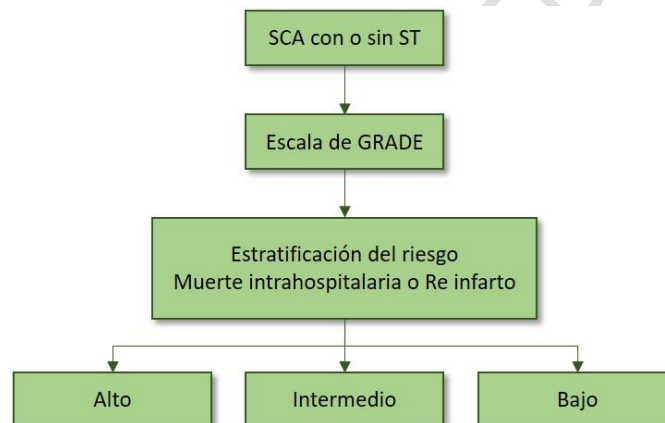 SCA con o sin ST
Escala de GRADE
Estratificación del riesgo
Muerte intrahospitalaria o Re infarto
Alto
Intermedio
Bajo